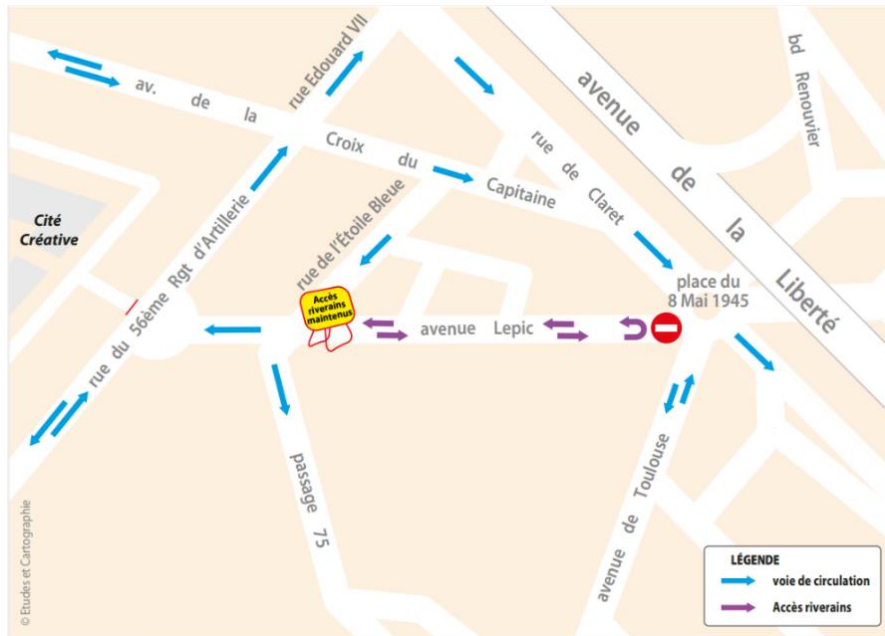 rue Edouard VII
bd Renouvier
av. de la
Croix du
Capitaine
avenue de la Liberté
rue de Claret
Cité
Créative
rue du 56ème Rgt d'Artillerie
rue de l'Étoile Bleue
place du
8 Mai 1945
Accès
riverains
maintenus
avenue Lepic
passage 75
avenue de Toulouse
© Etudes et Cartographie
LÉGENDE
voie de circulation
Accès riverains